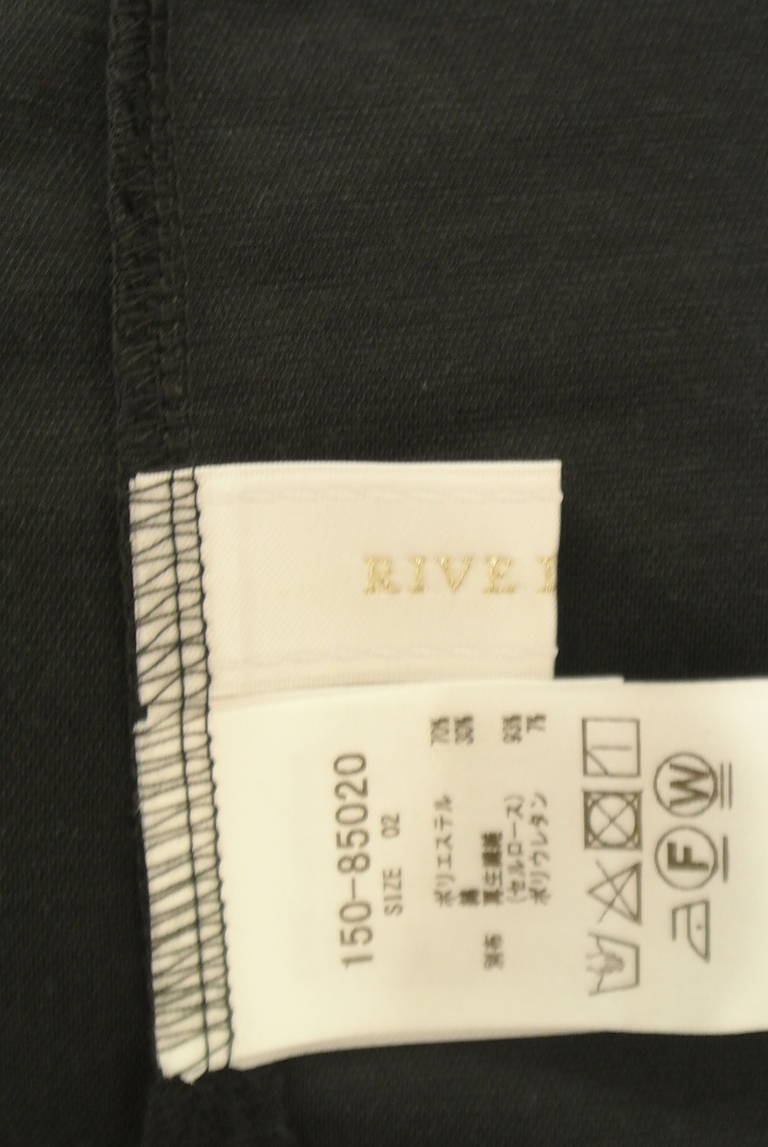 RIVE
150-85020
SIZE 02
ポリエステル 70%
綿 30%
別布 再生繊維 93%
(セルロース)
ポリウレタン 7%
F W